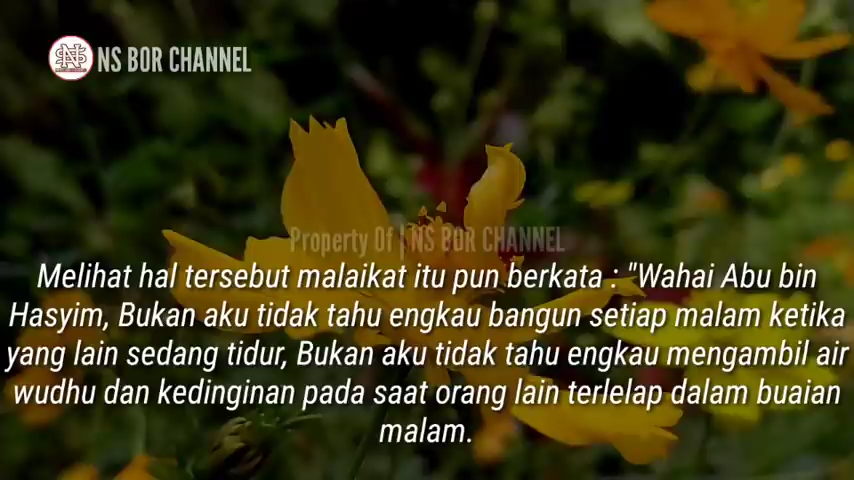 NS BOR CHANNEL
Property Of | NS BOR CHANNEL
Melihat hal tersebut malaikat itu pun berkata : "Wahai Abu bin
Hasyim, Bukan aku tidak tahu engkau bangun setiap malam ketika
yang lain sedang tidur, Bukan aku tidak tahu engkau mengambil air
wudhu dan kedinginan pada saat orang lain terlelap dalam buaian
malam.